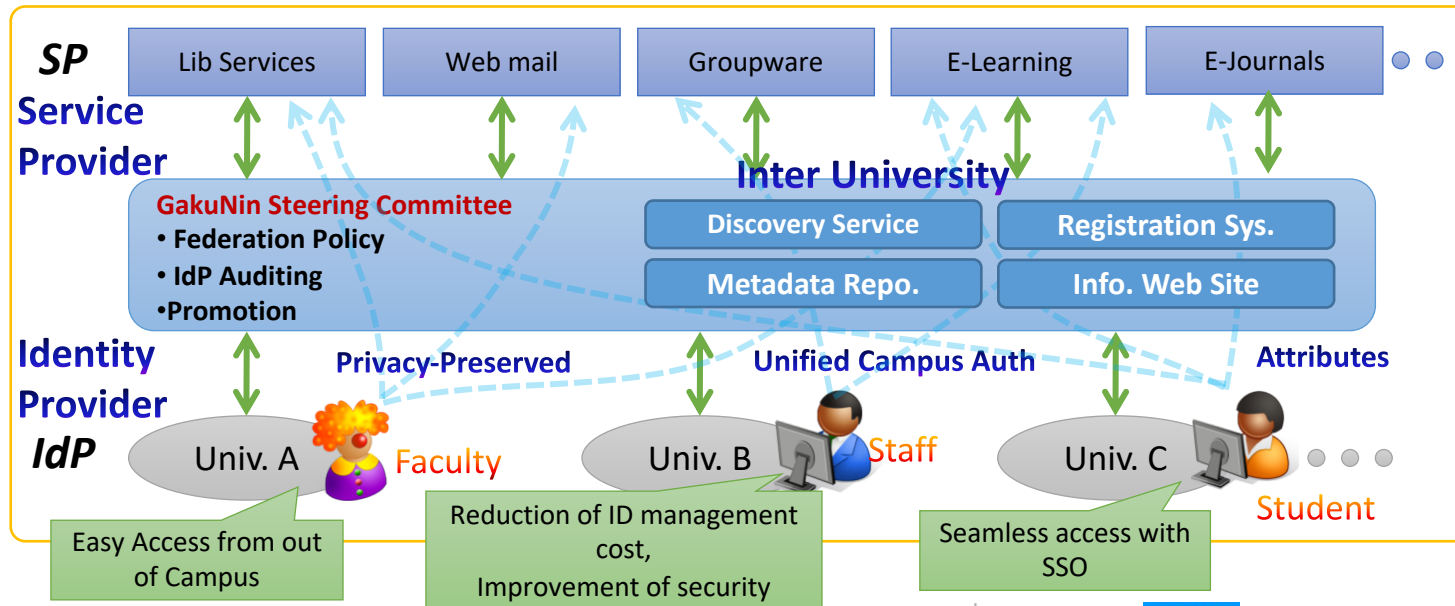 SP
Service
Provider
Lib Services
Web mail
Groupware
E-Learning
E-Journals
Inter University
GakuNin Steering Committee
• Federation Policy
• IdP Auditing
•Promotion
Discovery Service
Registration Sys.
Metadata Repo.
Info. Web Site
Identity
Provider
IdP
Privacy-Preserved
Unified Campus Auth
Attributes
Univ. A
Faculty
Univ. B
Staff
Univ. C
Student
Easy Access from out
of Campus
Reduction of ID management
cost,
Improvement of security
Seamless access with
SSO